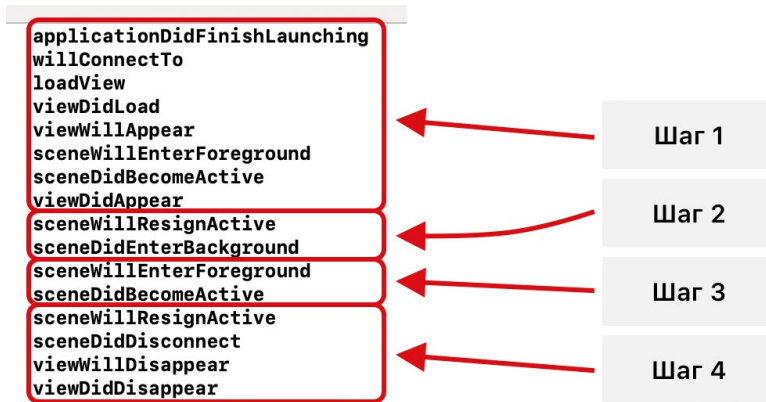 applicationDidFinishLaunching
willConnectTo
loadView
viewDidLoad
viewWillAppear
sceneWillEnterForeground
sceneDidBecomeActive
viewDidAppear
sceneWillResignActive
sceneDidEnterBackground
sceneWillEnterForeground
sceneDidBecomeActive
sceneWillResignActive
sceneDidDisconnect
viewWillDisappear
viewDidDisappear
Шаг 1
Шаг 2
Шаг 3
Шаг 4